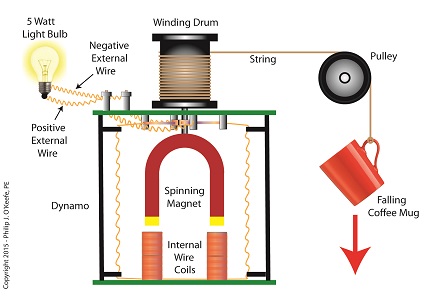 5 Watt
Light Bulb
Negative
External
Wire
Winding Drum
String
Pulley
Positive
External
Wire
Dynamo
Spinning
Magnet
Internal
Wire
Coils
Falling
Coffee Mug
Copyright 2015 - Philip J. O'Keefe, PE